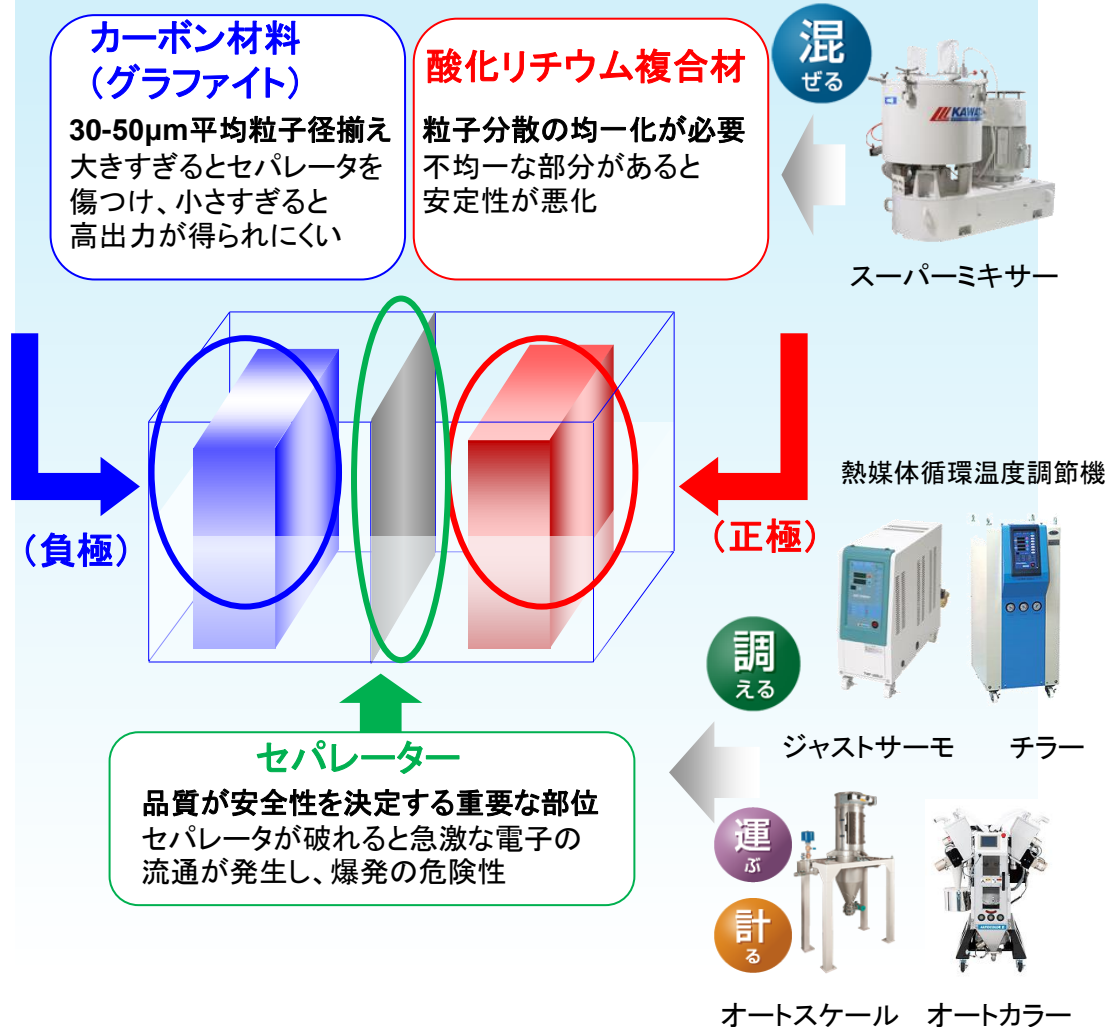 カーボン材料
（グラファイト）
30-50μm平均粒子径揃え
大きすぎるとセパレータを
傷つけ、小さすぎると
高出力が得られにくい
酸化リチウム複合材
粒子分散の均一化が必要
不均一な部分があると
安定性が悪化
混
ぜる
KAWAT
スーパーミキサー
（負極）
（正極）
熱媒体循環温度調節機
調
える
ジャストサーモ
チラー
セパレーター
品質が安全性を決定する重要な部位
セパレータが破れると急激な電子の
流通が発生し、爆発の危険性
運
ぶ
計
る
オートスケール
オートカラー